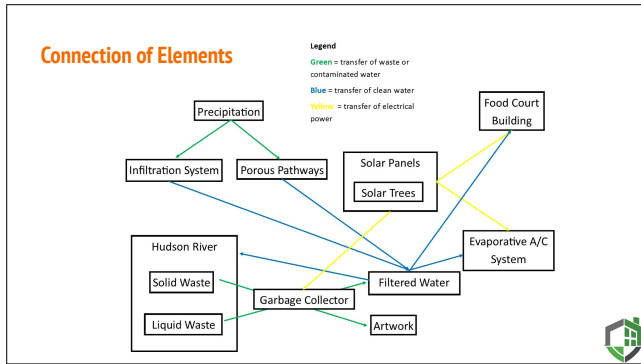 Connection of Elements
Legend
Green = transfer of waste or
contaminated water
Blue = transfer of clean water
Yellow = transfer of electrical
power
Food Court
Building
Precipitation
Solar Panels
Infiltration System
Porous Pathways
Solar Trees
Hudson River
Evaporative A/C
System
Solid Waste
Filtered Water
Garbage Collector
Liquid Waste
Artwork